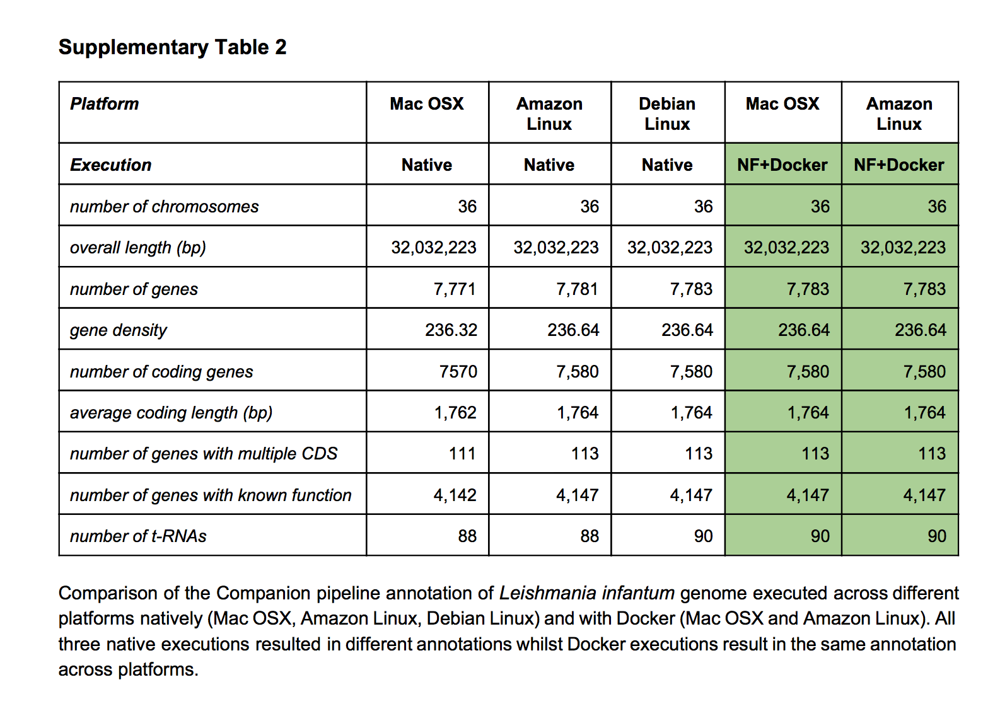 Supplementary Table 2
Platform Mac OSX Amazon Linux Debian Linux Mac OSX Amazon Linux
Execution Native Native Native NF+Docker NF+Docker
number of chromosomes 36 36 36 36 36
overall length (bp) 32,032,223 32,032,223 32,032,223 32,032,223 32,032,223
number of genes 7,771 7,781 7,783 7,783 7,783
gene density 236.32 236.64 236.64 236.64 236.64
number of coding genes 7570 7,580 7,580 7,580 7,580
average coding length (bp) 1,762 1,764 1,764 1,764 1,764
number of genes with multiple CDS 111 113 113 113 113
number of genes with known function 4,142 4,147 4,147 4,147 4,147
number of t-RNAs 88 88 90 90 90
Comparison of the Companion pipeline annotation of Leishmania infantum genome executed across different
platforms natively (Mac OSX, Amazon Linux, Debian Linux) and with Docker (Mac OSX and Amazon Linux). All
three native executions resulted in different annotations whilst Docker executions result in the same annotation
across platforms.